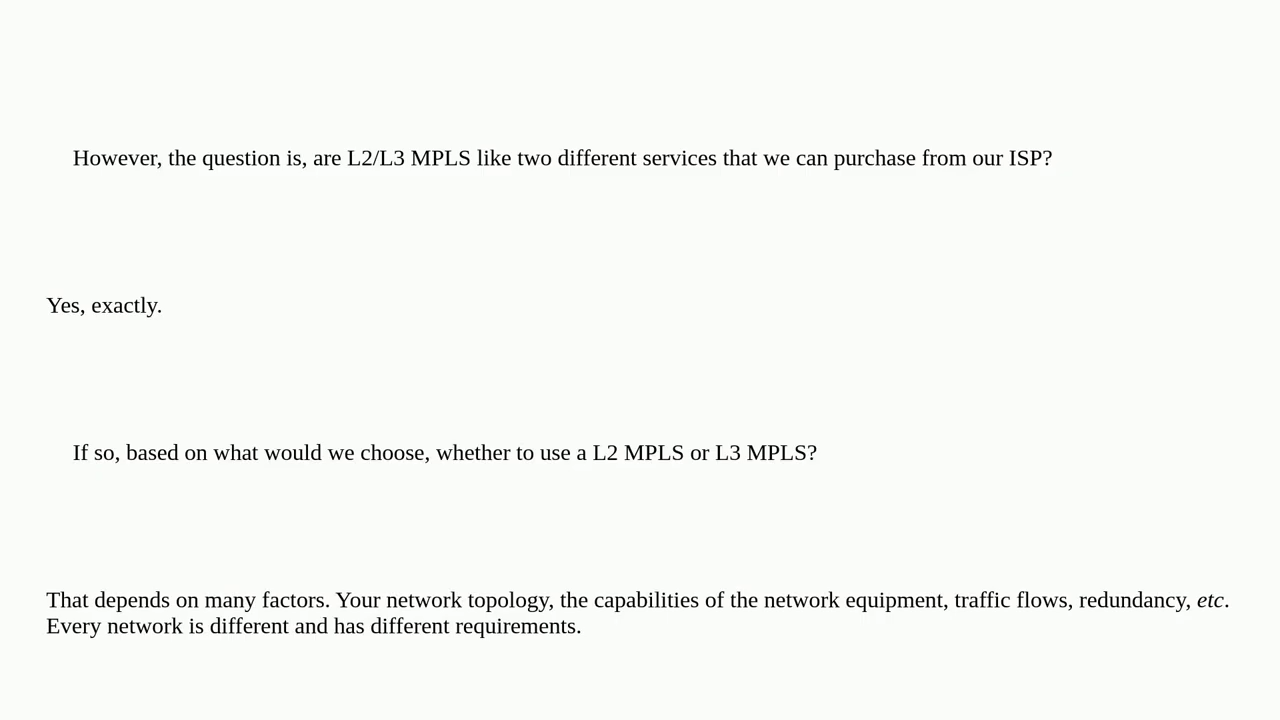 However, the question is, are L2/L3 MPLS like two different services that we can purchase from our ISP?
Yes, exactly.
If so, based on what would we choose, whether to use a L2 MPLS or L3 MPLS?
That depends on many factors. Your network topology, the capabilities of the network equipment, traffic flows, redundancy, etc.
Every network is different and has different requirements.